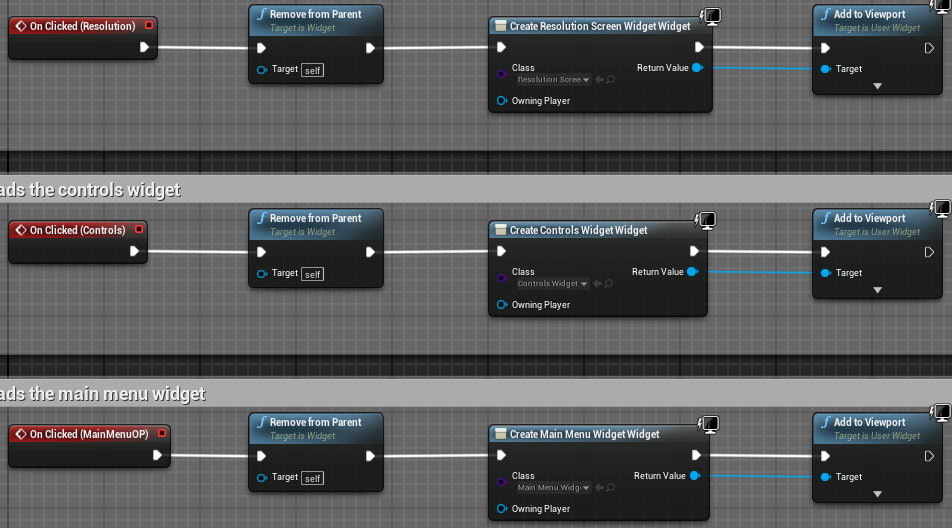 On Clicked (Resolution)
Remove from Parent
Target is Widget
Target self
Create Resolution Screen Widget Widget
Class
Resolution Scree
Return Value
Owning Player
Add to Viewport
Target is User Widget
Target
ads the controls widget
On Clicked (Controls)
Remove from Parent
Target is Widget
Target self
Create Controls Widget Widget
Class
Controls Widget
Return Value
Owning Player
Add to Viewport
Target is User Widget
Target
ads the main menu widget
On Clicked (MainMenuOP)
Remove from Parent
Target is Widget
Target self
Create Main Menu Widget Widget
Class
Main Menu Widg
Return Value
Owning Player
Add to Viewport
Target is User Widget
Target